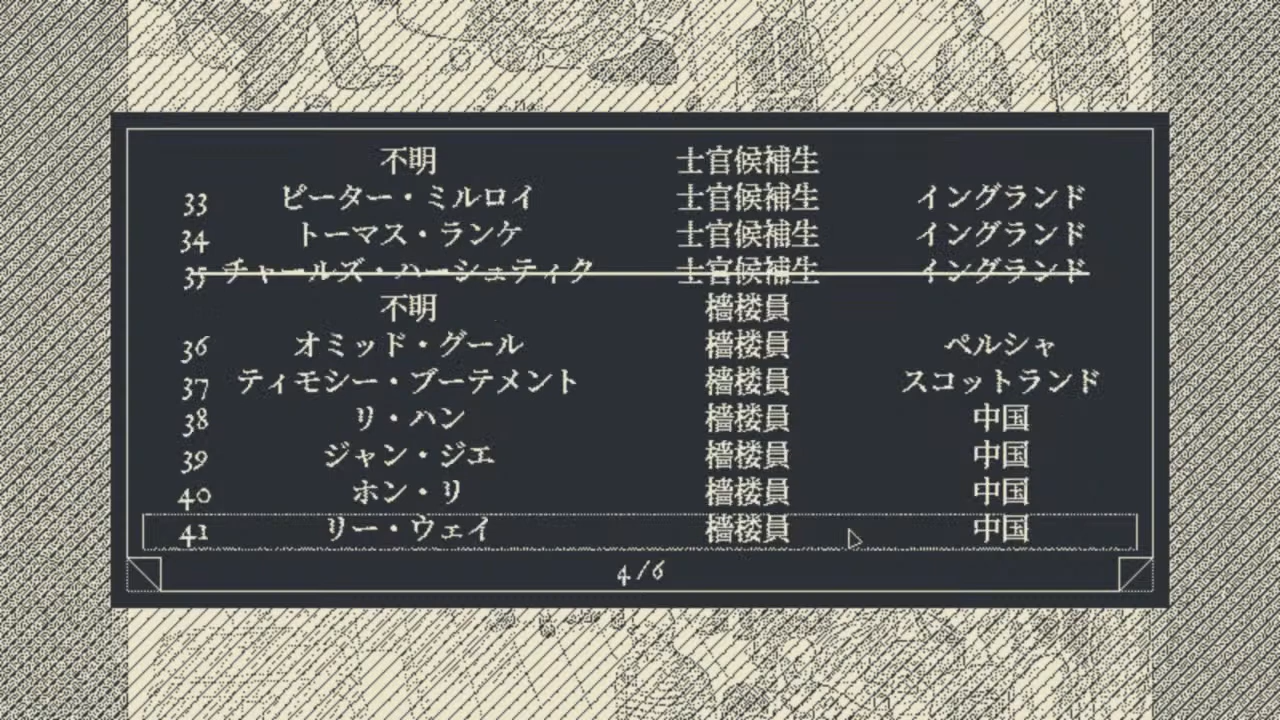 不明 士官候補生
33 ピーター・ミルロイ 士官候補生 イングランド
34 トーマス・ランケ 士官候補生 イングランド
35 チャールズ・ハーシュティク 士官候補生 イングランド
不明 檣楼員
36 オミッド・グール 檣楼員 ペルシャ
37 ティモシー・ブーテメント 檣楼員 スコットランド
38 リ・ハン 檣楼員 中国
39 ジャン・ジエ 檣楼員 中国
40 ホン・リ 檣楼員 中国
41 リー・ウェイ 檣楼員 中国
4/6